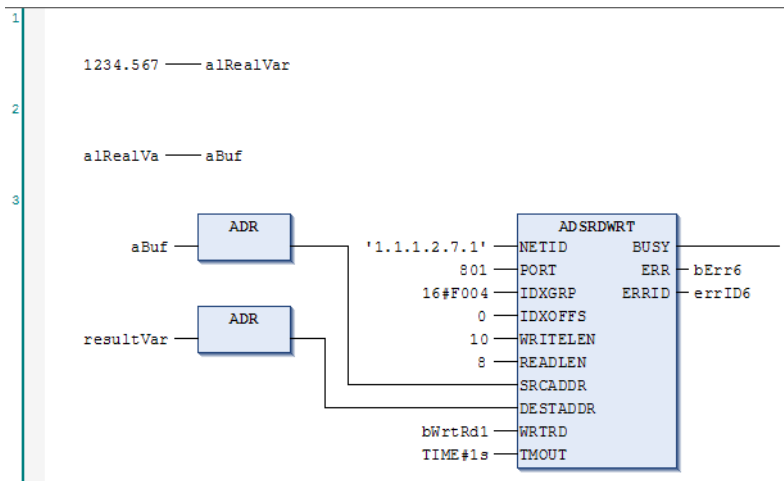 1
1234.567 alRealVar
2
alRealVa aBuf
3
ADR ADSRDWRT
aBuf '1.1.1.2.7.1' NETID BUSY
801 PORT ERR bErr6
16#F004 IDXGRP ERRID errID6
ADR 0 IDXOFFS
resultVar 10 WRITELEN
8 READLEN
SRCADDR
DESTADDR
bWrtRd1 WRTRD
TIME#1s TMOUT